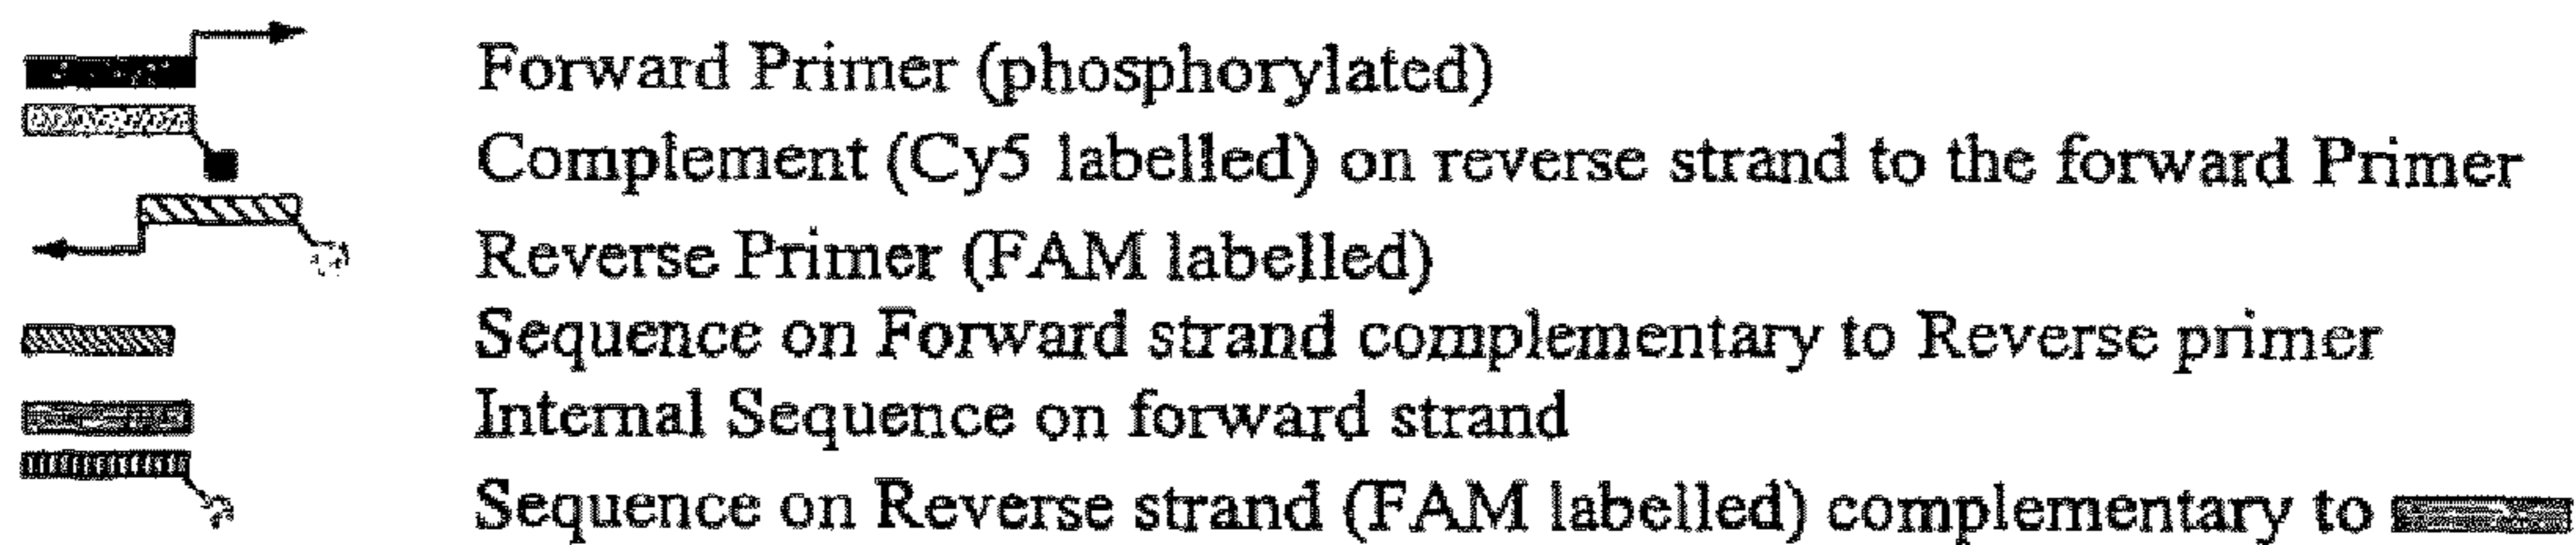 Forward Primer (phosphorylated)
Complement (Cy5 labelled) on reverse strand to the forward Primer
Reverse Primer (FAM labelled)
Sequence on Forward strand complementary to Reverse primer
Internal Sequence on forward strand
Sequence on Reverse strand (FAM labelled) complementary to